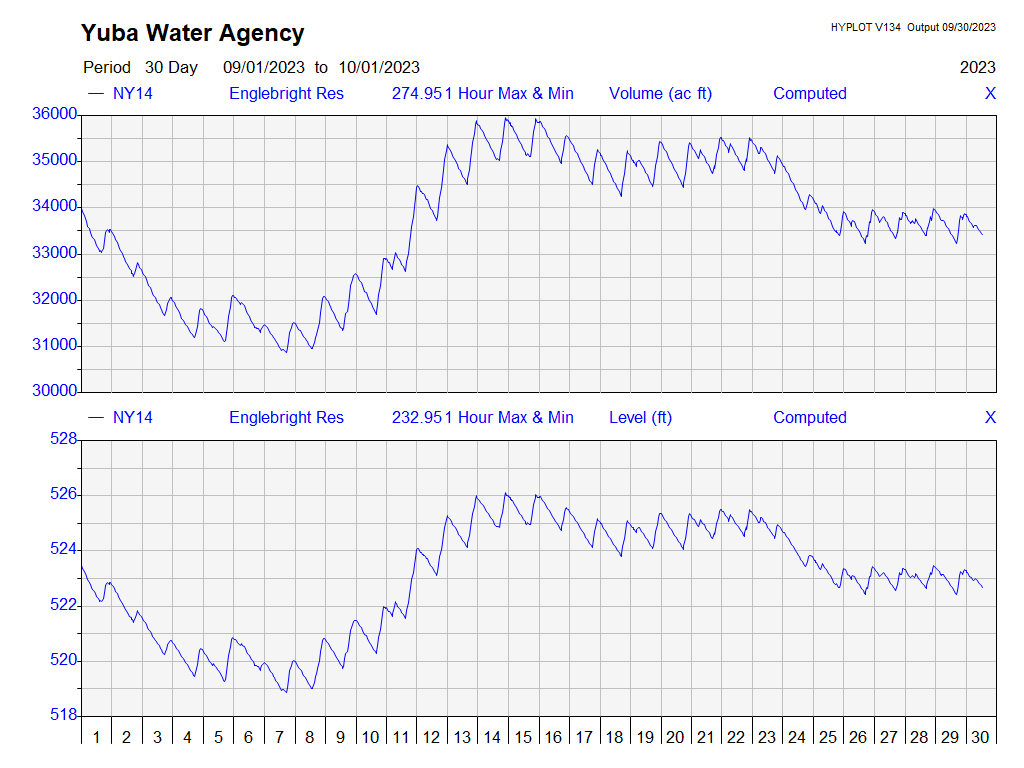 Yuba Water Agency
HYPLOT V134 Output 09/30/2023
Period 30 Day 09/01/2023 to 10/01/2023 2023
NY14 Englebright Res 274.951 Hour Max & Min Volume (ac ft) Computed X
36000
35000
34000
33000
32000
31000
30000
NY14 Englebright Res 232.951 Hour Max & Min Level (ft) Computed X
528
526
524
522
520
518
1 2 3 4 5 6 7 8 9 10 11 12 13 14 15 16 17 18 19 20 21 22 23 24 25 26 27 28 29 30